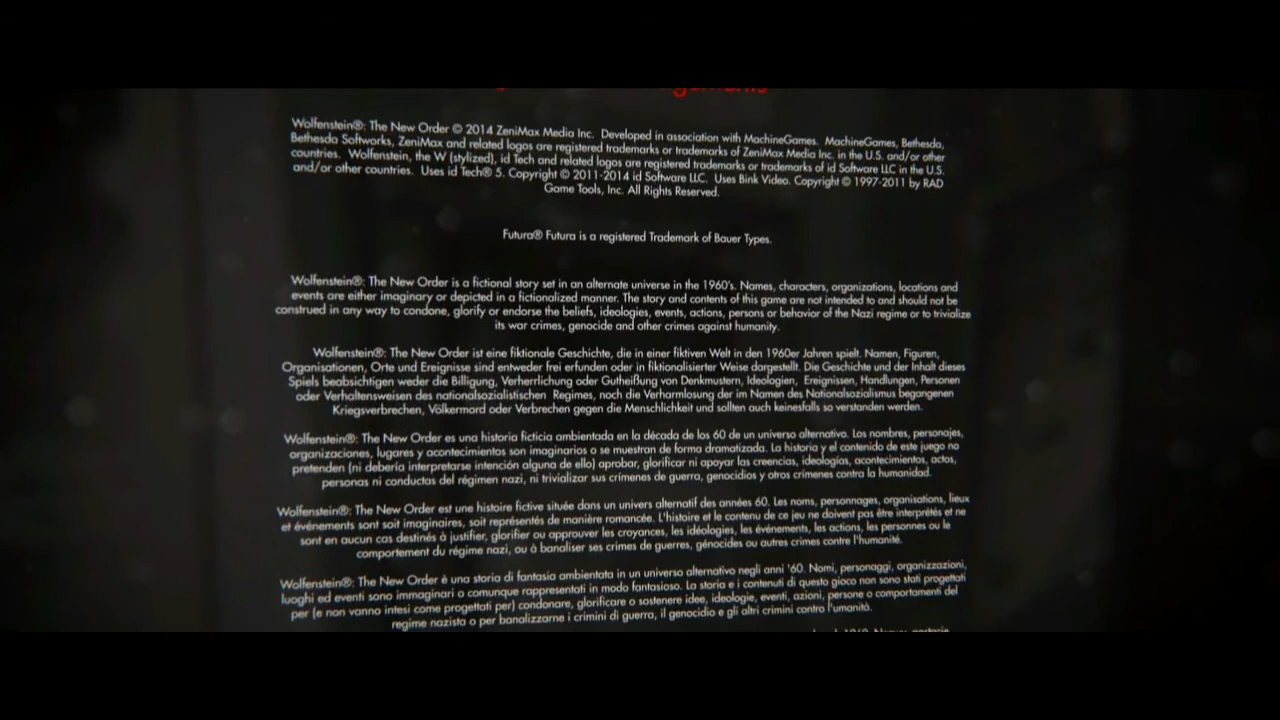 Wolfenstein®: The New Order © 2014 ZeniMax Media Inc. Developed in association with MachineGames. MachineGames, Bethesda,
Bethesda Softworks, ZeniMax and related logos are registered trademarks or trademarks of ZeniMax Media Inc. in the U.S. and/or other
countries. Wolfenstein, the W (stylized), id Tech and related logos are registered trademarks or trademarks of id Software LLC in the U.S.
and/or other countries. Uses id Tech® 5. Copyright © 2011-2014 id Software LLC. Uses Bink Video. Copyright © 1997-2011 by RAD
Game Tools, Inc. All Rights Reserved.
Futura® Futura is a registered Trademark of Bauer Types.
Wolfenstein®: The New Order is a fictional story set in an alternate universe in the 1960's. Names, characters, organizations, locations and
events are either imaginary or depicted in a fictionalized manner. The story and contents of this game are not intended to and should not be
construed in any way to condone, glorify or endorse the beliefs, ideologies, events, actions, persons or behavior of the Nazi regime or to trivialize
its war crimes, genocide and other crimes against humanity.
Wolfenstein®: The New Order ist eine fiktionale Geschichte, die in einer fiktiven Welt in den 1960er Jahren spielt. Namen, Figuren,
Organisationen, Orte und Ereignisse sind entweder frei erfunden oder in fiktionalisierter Weise dargestellt. Die Geschichte und der Inhalt dieses
Spiels beabsichtigen weder die Billigung, Verherrlichung oder Gutheißung von Denkmustern, Ideologien, Ereignissen, Handlungen, Personen
oder Verhaltensweisen des nationalsozialistischen Regimes, noch die Verharmlosung der im Namen des Nationalsozialismus begangenen
Kriegsverbrechen, Völkermord oder Verbrechen gegen die Menschlichkeit und sollten auch keinesfalls so verstanden werden.
Wolfenstein®: The New Order es una historia ficticia ambientada en la década de los 60 de un universo alternativo. Los nombres, personajes,
organizaciones, lugares y acontecimientos son imaginarios o se muestran de forma dramatizada. La historia y el contenido de este juego no
pretenden (ni debería interpretarse intención alguna de ello) aprobar, glorificar ni apoyar las creencias, ideologías, acontecimientos, actos,
personas ni conductas del régimen nazi, ni trivializar sus crímenes de guerra, genocidios y otros crímenes contra la humanidad.
Wolfenstein®: The New Order est une histoire fictive située dans un univers alternatif des années 60. Les noms, personnages, organisations, lieux
et événements sont soit imaginaires, soit représentés de manière romancée. L'histoire et le contenu de ce jeu ne doivent pas être interprétés et ne
sont en aucun cas destinés à justifier, glorifier ou approuver les croyances, les idéologies, les événements, les actions, les personnes ou le
comportement du régime nazi, ou à banaliser ses crimes de guerres, génocides ou autres crimes contre l'humanité.
Wolfenstein®: The New Order è una storia di fantasia ambientata in un universo alternativo negli anni '60. Nomi, personaggi, organizzazioni,
luoghi ed eventi sono immaginari o comunque rappresentati in modo fantasioso. La storia e i contenuti di questo gioco non sono stati progettati
per (e non vanno intesi come progettati per) condonare, glorificare o sostenere idee, ideologie, eventi, azioni, persone o comportamenti del
regime nazista o per banalizzarne i crimini di guerra, il genocidio e gli altri crimini contro l'umanità.